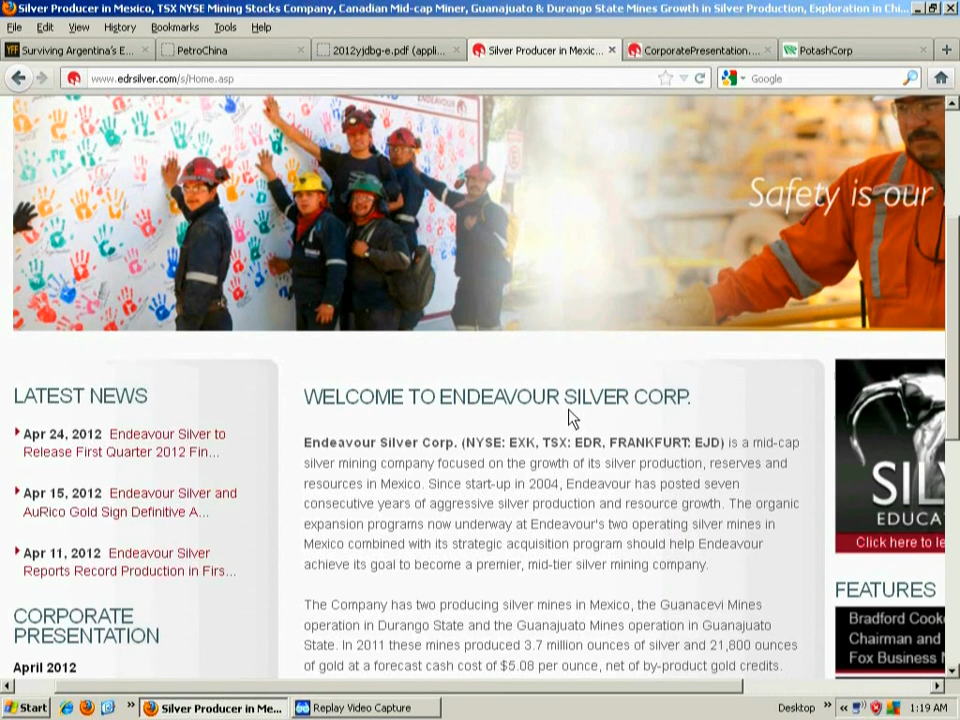 Silver Producer in Mexico, TSX NYSE Mining Stocks Company, Canadian Mid-cap Miner, Guanajuato & Durango State Mines Growth in Silver Production, Exploration in Chi...
File Edit View History Bookmarks Tools Help
Surviving Argentina's E...
PetroChina
2012yjdbg-e.pdf (appli...
Silver Producer in Mexic...
CorporatePresentation....
PotashCorp
www.edrsilver.com/s/Home.asp
Google
Safety is our
LATEST NEWS
Apr 24, 2012 Endeavour Silver to
Release First Quarter 2012 Fin...
Apr 15, 2012 Endeavour Silver and
AuRico Gold Sign Definitive A...
Apr 11, 2012 Endeavour Silver
Reports Record Production in Firs...
CORPORATE
PRESENTATION
April 2012
WELCOME TO ENDEAVOUR SILVER CORP.
Endeavour Silver Corp. (NYSE: EXK, TSX: EDR, FRANKFURT: EJD) is a mid-cap
silver mining company focused on the growth of its silver production, reserves and
resources in Mexico. Since start-up in 2004, Endeavour has posted seven
consecutive years of aggressive silver production and resource growth. The organic
expansion programs now underway at Endeavour's two operating silver mines in
Mexico combined with its strategic acquisition program should help Endeavour
achieve its goal to become a premier, mid-tier silver mining company.
The Company has two producing silver mines in Mexico, the Guanacevi Mines
operation in Durango State and the Guanajuato Mines operation in Guanajuato
State. In 2011 these mines produced 3.7 million ounces of silver and 21,800 ounces
of gold at a forecast cash cost of $5.08 per ounce, net of by-product gold credits.
SIL
EDUCA
Click here to le
FEATURES
Bradford Cook
Chairman and
Fox Business
Start
Silver Producer in Me...
Replay Video Capture
Desktop
1:19 AM